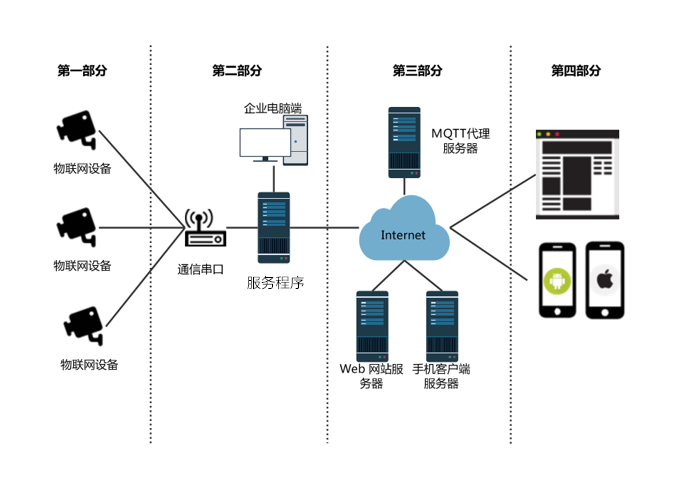 第一部分
第二部分
第三部分
第四部分
企业电脑端
MQTT代理
服务器
物联网设备
Internet
物联网设备
通信串口
服务程序
物联网设备
Web 网站服
务器
手机客户端
服务器